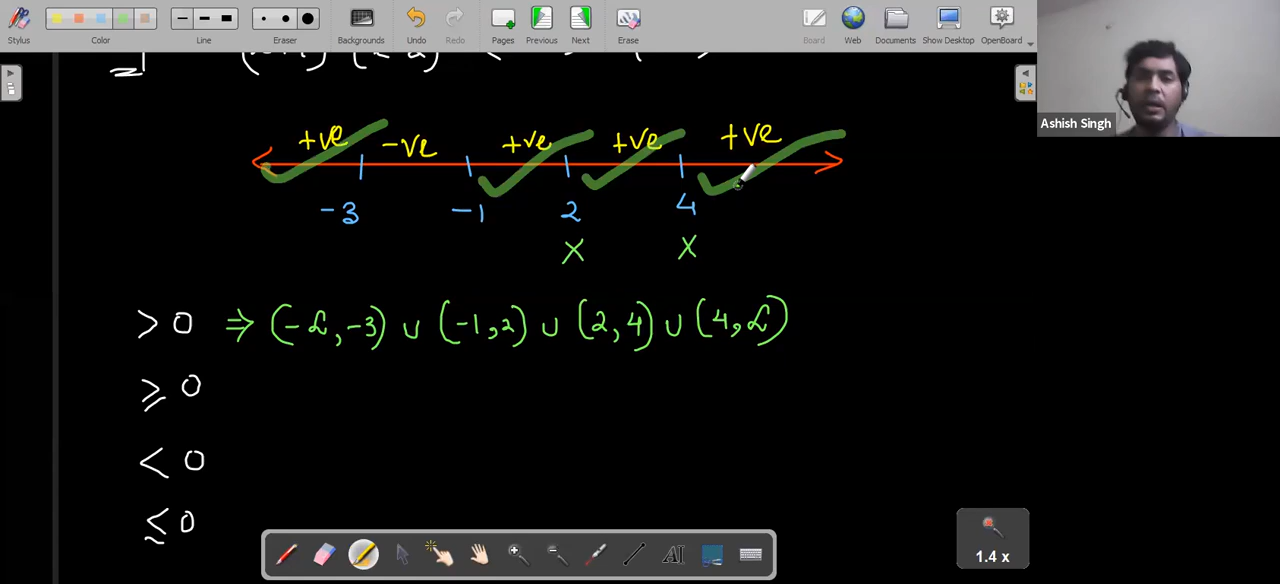 Stylus Color Line Eraser Backgrounds Undo Redo Pages Previous Next Erase Board Web Documents Show Desktop OpenBoard
Ashish Singh
+ve -ve +ve +ve +ve
-3 -1 2 4
X X
> 0 ⇒ (-£, -3) ∪ (-1, 2) ∪ (2, 4) ∪ (4, £)
≥ 0
< 0
≤ 0
AI
1.4 x